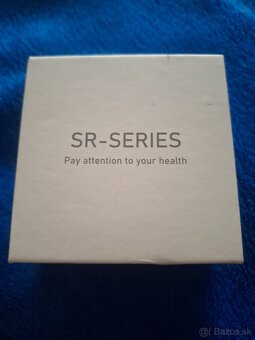 SR-SERIES
Pay attention to your health
Bazos.sk